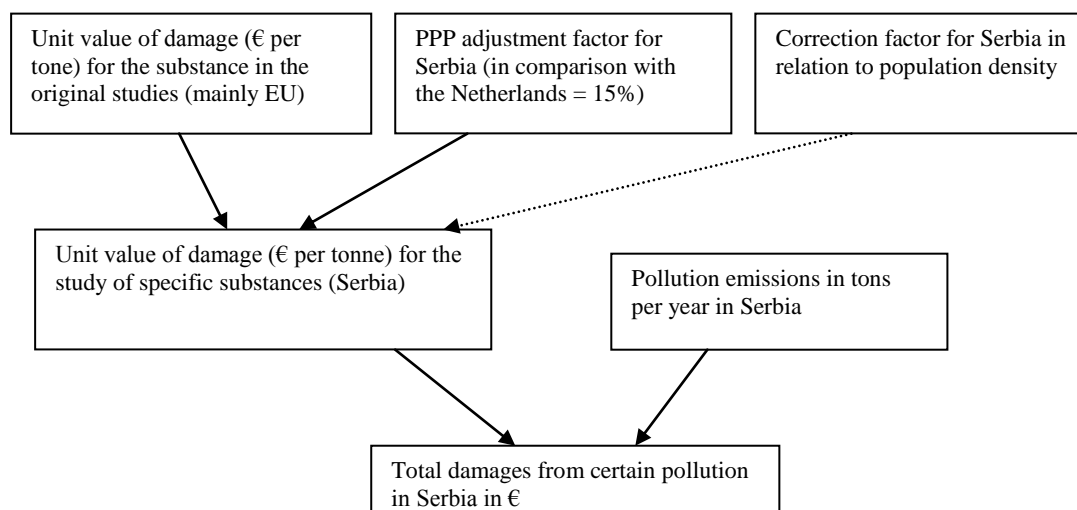 Unit value of damage (€ per
tone) for the substance in the
original studies (mainly EU)
PPP adjustment factor for
Serbia (in comparison with
the Netherlands = 15%)
Correction factor for Serbia in
relation to population density
Unit value of damage (€ per tonne) for the
study of specific substances (Serbia)
Pollution emissions in tons
per year in Serbia
Total damages from certain pollution
in Serbia in €